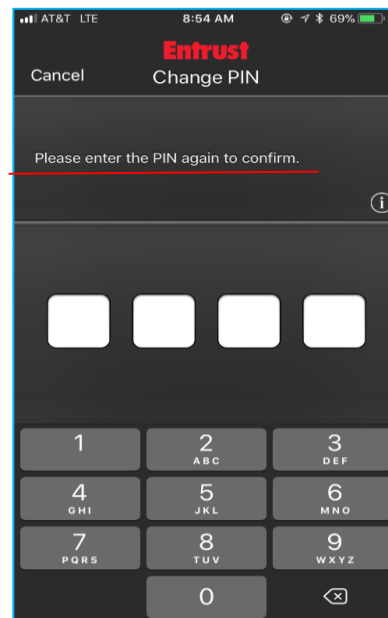 AT&T LTE 8:54 AM 69%
Entrust
Cancel Change PIN
Please enter the PIN again to confirm.
i
1 2 3
ABC DEF
4 5 6
GHI JKL MNO
7 8 9
PQRS TUV WXYZ
0